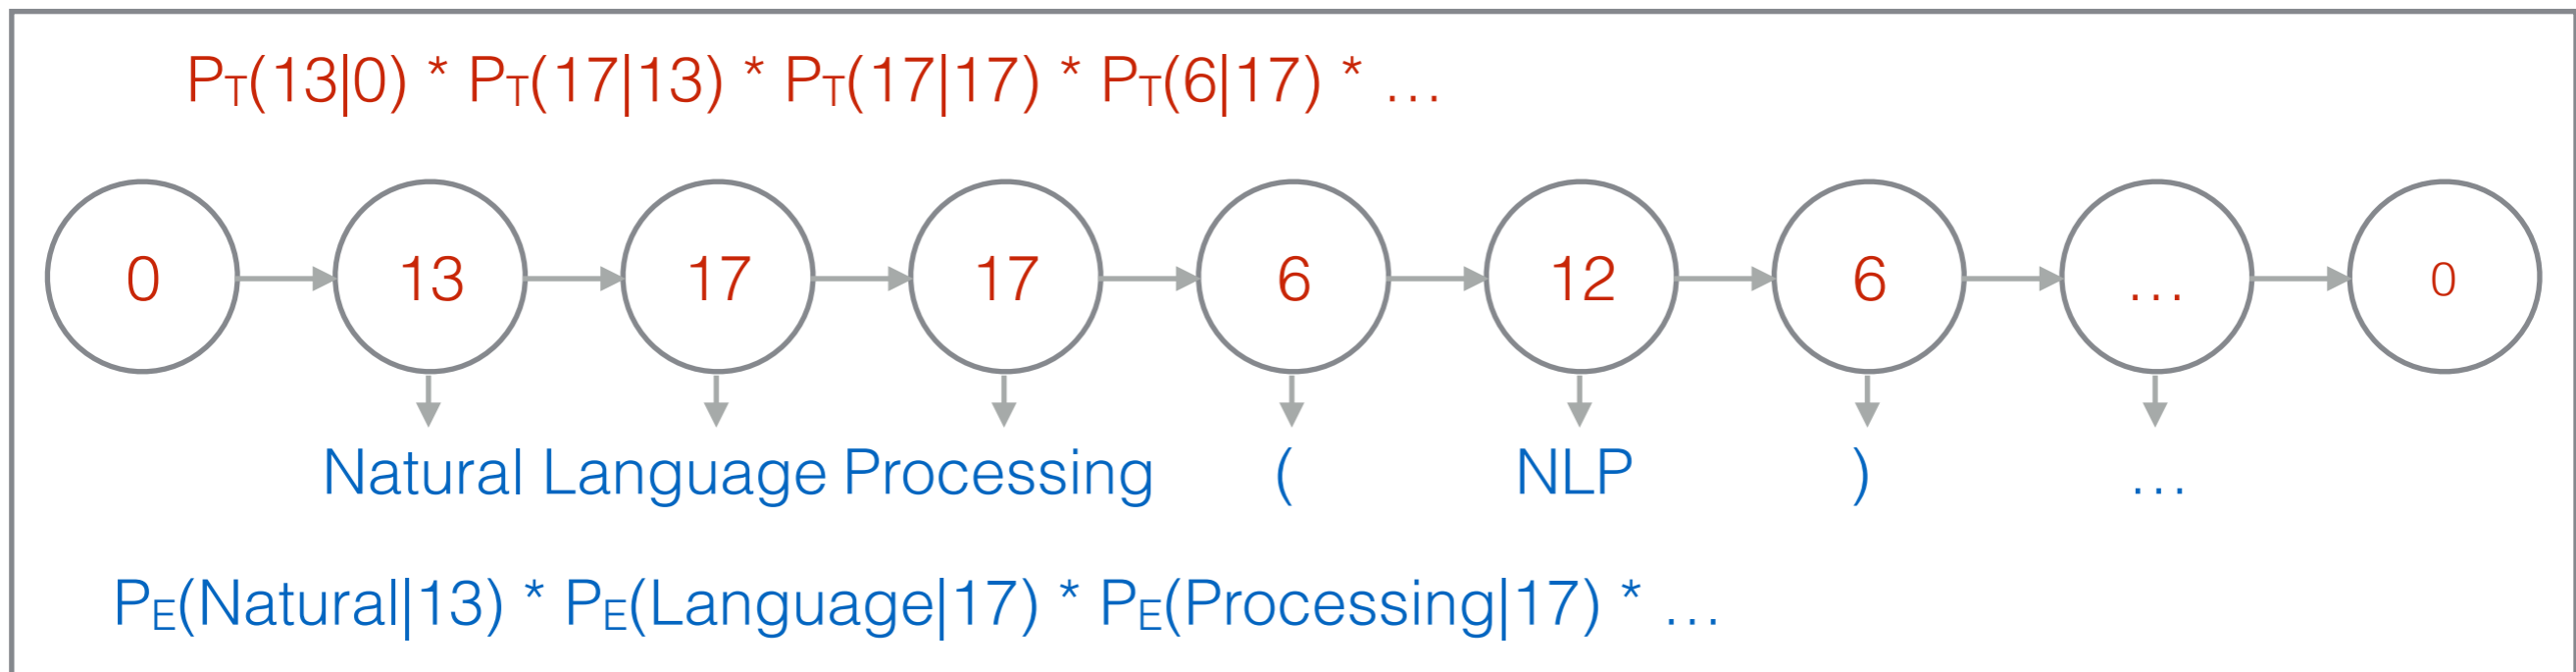 PT(13|0) * PT(17|13) * PT(17|17) * PT(6|17) * …
0 13 17 17 6 12 6 … 0
Natural Language Processing ( NLP ) …
PE(Natural|13) * PE(Language|17) * PE(Processing|17) * …